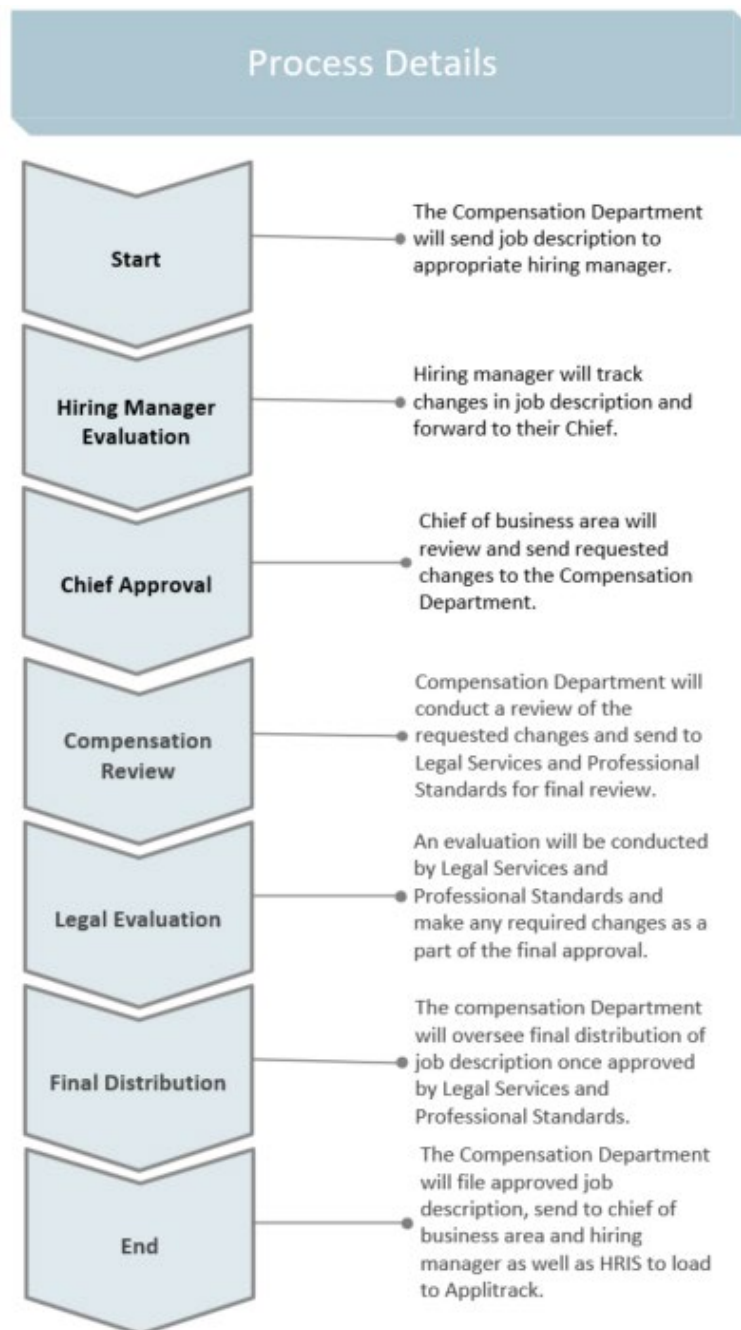 Process Details
Start
The Compensation Department
will send job description to
appropriate hiring manager.
Hiring Manager
Evaluation
Hiring manager will track
changes in job description and
forward to their Chief.
Chief Approval
Chief of business area will
review and send requested
changes to the Compensation
Department.
Compensation
Review
Compensation Department will
conduct a review of the
requested changes and send to
Legal Services and Professional
Standards for final review.
Legal Evaluation
An evaluation will be conducted
by Legal Services and
Professional Standards and
make any required changes as a
part of the final approval.
Final Distribution
The compensation Department
will oversee final distribution of
job description once approved
by Legal Services and
Professional Standards.
End
The Compensation Department
will file approved job
description, send to chief of
business area and hiring
manager as well as HRIS to load
to Applitrack.